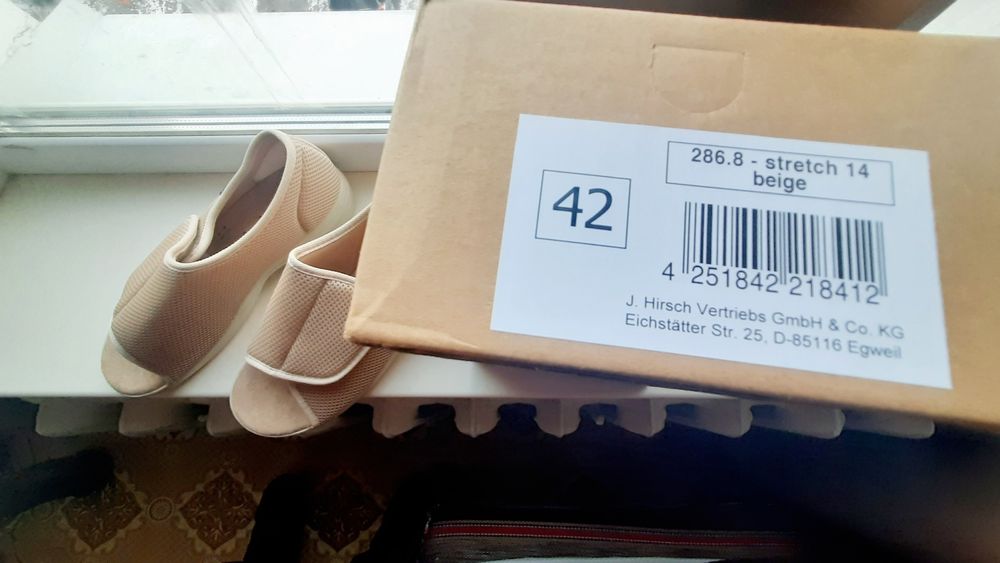 42
286.8 - stretch 14
beige
4 251842 218412
J. Hirsch Vertriebs GmbH & Co. KG
Eichstätter Str. 25, D-85116 Egweil